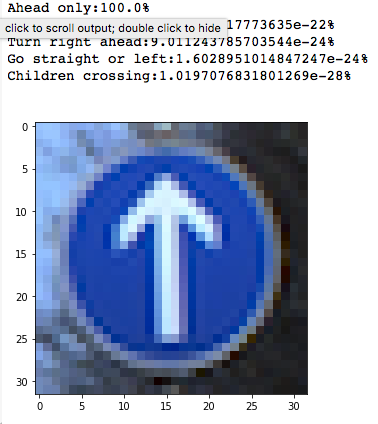 Ahead only:100.0%
click to scroll output; double click to hide
17773635e-22%
Turn right ahead:9.011243785703544e-24%
Go straight or left:1.6028951014847247e-24%
Children crossing:1.0197076831801269e-28%
0
5
10
15
20
25
30
0 5 10 15 20 25 30